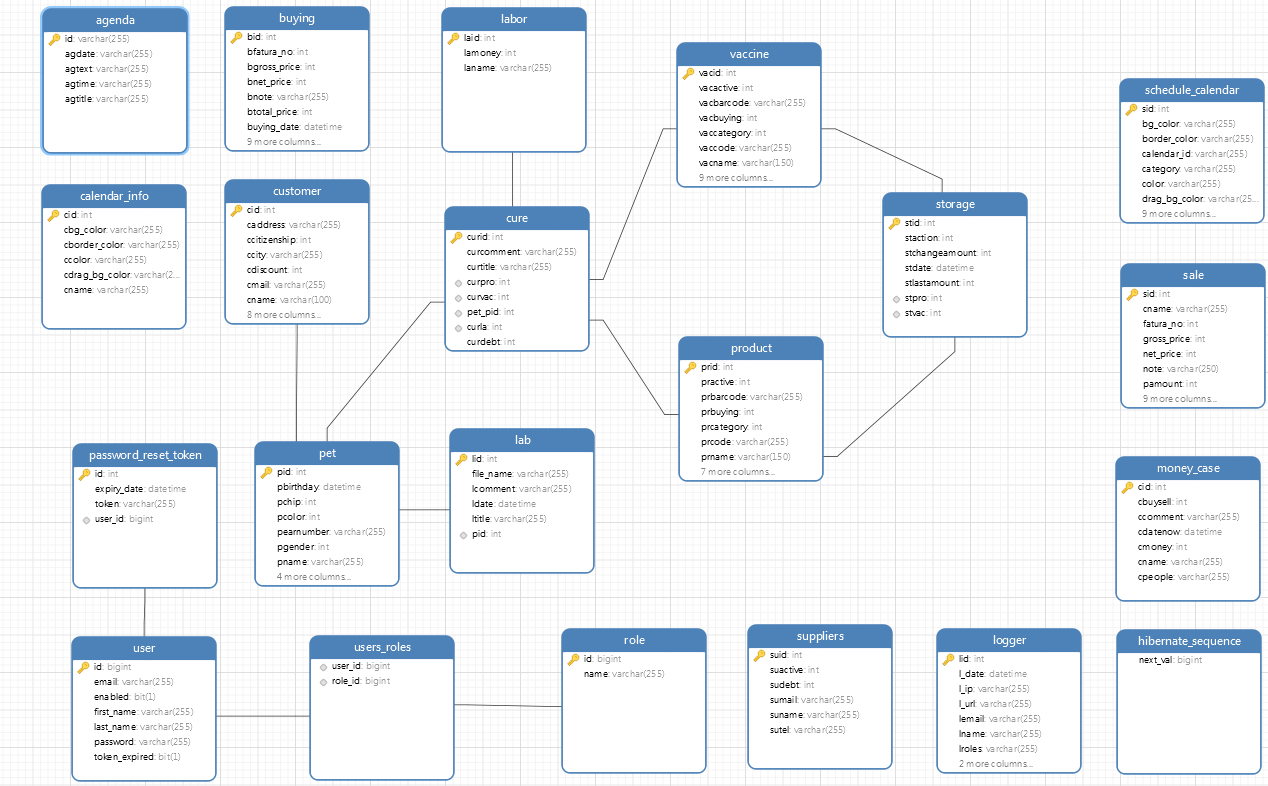 agenda
id: varchar(255)
agdate: varchar(255)
agtext: varchar(255)
agtime: varchar(255)
agtitle: varchar(255)
buying
bid: int
bfatura_no: int
bgross_price: int
bnet_price: int
bnote: varchar(255)
btotal_price: int
buying_date: datetime
9 more columns...
labor
laid: int
lamoney: int
laname: varchar(255)
vaccine
vacid: int
vacactive: int
vacbarcode: varchar(255)
vacbuying: int
vaccategory: int
vaccode: varchar(255)
vacname: varchar(150)
9 more columns...
schedule_calendar
sid: int
bg_color: varchar(255)
border_color: varchar(255)
calendar_id: varchar(255)
category: varchar(255)
color: varchar(255)
drag_bg_color: varchar(25...
9 more columns...
calendar_info
cid: int
cbg_color: varchar(255)
cborder_color: varchar(255)
ccolor: varchar(255)
cdrag_bg_color: varchar(2...
cname: varchar(255)
customer
cid: int
caddress: varchar(255)
ccitizenship: int
ccity: varchar(255)
cdiscount: int
cmail: varchar(255)
cname: varchar(100)
8 more columns...
cure
curid: int
curcomment: varchar(255)
curtitle: varchar(255)
curpro: int
curvac: int
pet_pid: int
curla: int
curdebt: int
storage
stid: int
staction: int
stchangeamount: int
stdate: datetime
stlastamount: int
stpro: int
stvac: int
sale
sid: int
cname: varchar(255)
fatura_no: int
gross_price: int
net_price: int
note: varchar(250)
pamount: int
9 more columns...
product
prid: int
practive: int
prbarcode: varchar(255)
prbuying: int
prcategory: int
prcode: varchar(255)
prname: varchar(150)
7 more columns...
password_reset_token
id: int
expiry_date: datetime
token: varchar(255)
user_id: bigint
pet
pid: int
pbirthday: datetime
pchip: int
pcolor: int
pearnumber: varchar(255)
pgender: int
pname: varchar(255)
4 more columns...
lab
lid: int
file_name: varchar(255)
lcomment: varchar(255)
ldate: datetime
ltitle: varchar(255)
pid: int
money_case
cid: int
cbuysell: int
ccomment: varchar(255)
cdatenow: datetime
cmoney: int
cname: varchar(255)
cpeople: varchar(255)
user
id: bigint
email: varchar(255)
enabled: bit(1)
first_name: varchar(255)
last_name: varchar(255)
password: varchar(255)
token_expired: bit(1)
users_roles
user_id: bigint
role_id: bigint
role
id: bigint
name: varchar(255)
suppliers
suid: int
suactive: int
sudebt: int
sumail: varchar(255)
suname: varchar(255)
sutel: varchar(255)
logger
lid: int
l_date: datetime
l_ip: varchar(255)
l_url: varchar(255)
lemail: varchar(255)
lname: varchar(255)
lroles: varchar(255)
2 more columns...
hibernate_sequence
next_val: bigint